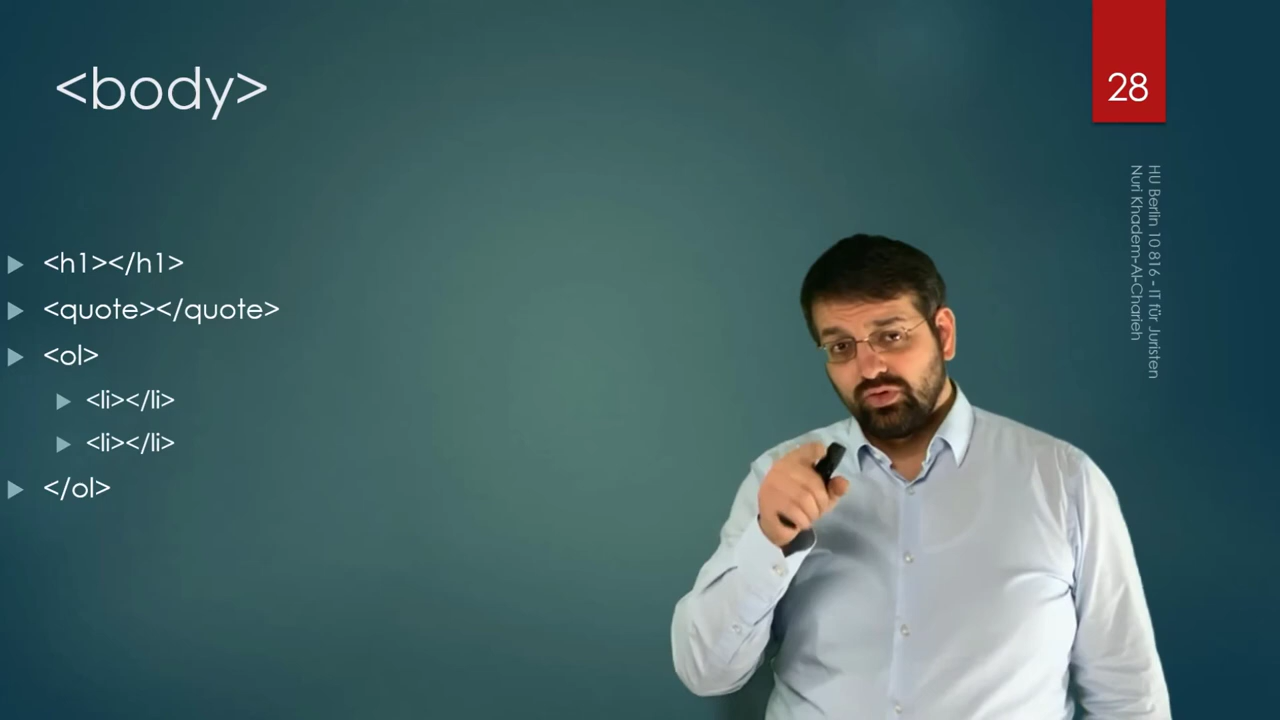 <body>
28
HU Berlin 10 816 - IT für Juristen
Nuri Khadem-Al-Charieh
<h1></h1>
<quote></quote>
<ol>
<li></li>
<li></li>
</ol>